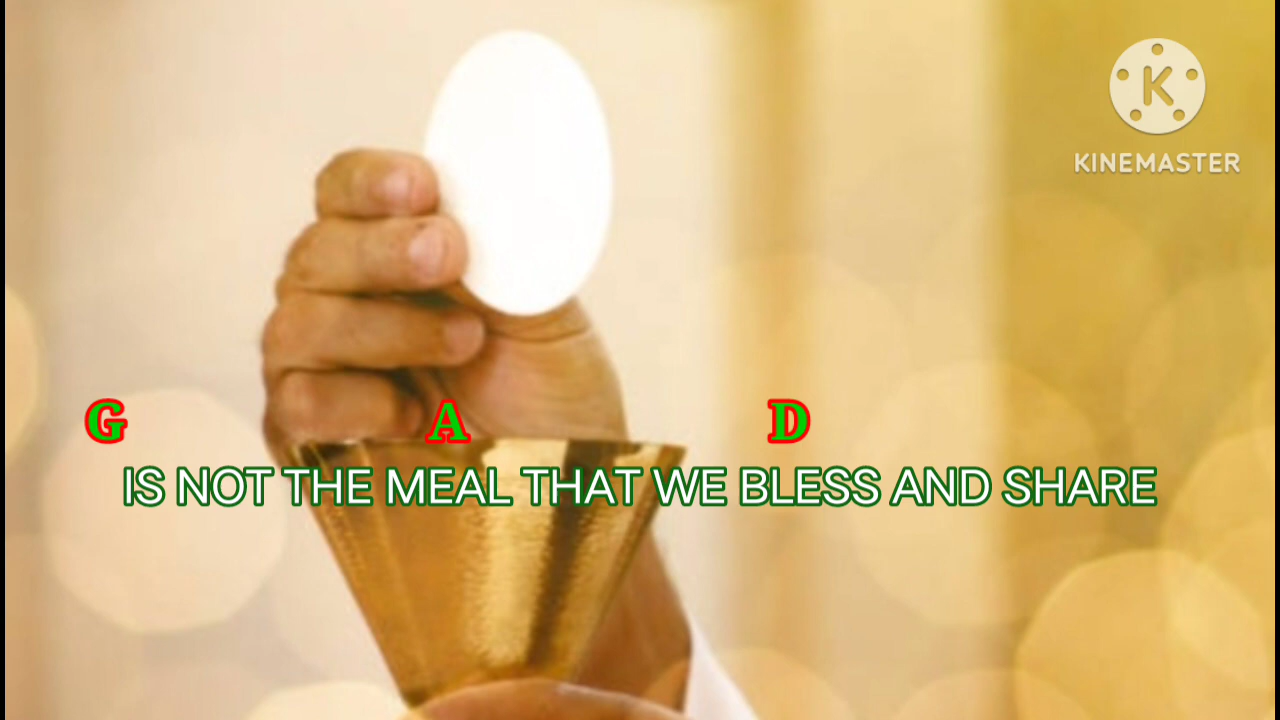 K
KINEMASTER
G A D
IS NOT THE MEAL THAT WE BLESS AND SHARE